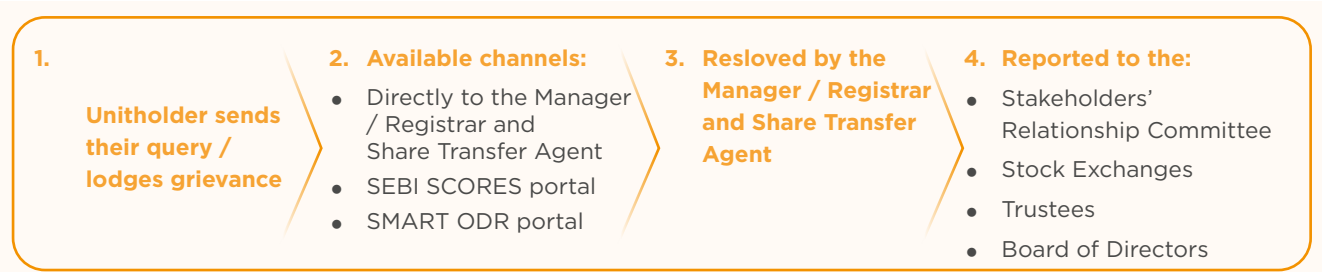 1.
Unitholder sends
their query /
lodges grievance
2. Available channels:
● Directly to the Manager
/ Registrar and
Share Transfer Agent
● SEBI SCORES portal
● SMART ODR portal
3. Resloved by the
Manager / Registrar
and Share Transfer
Agent
4. Reported to the:
● Stakeholders’
Relationship Committee
● Stock Exchanges
● Trustees
● Board of Directors